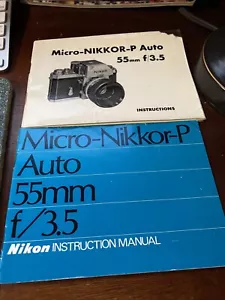 Micro-NIKKOR-P Auto
55mm f/3.5
INSTRUCTIONS
Micro-Nikkor-P
Auto
55mm
f/3.5
Nikon INSTRUCTION MANUAL